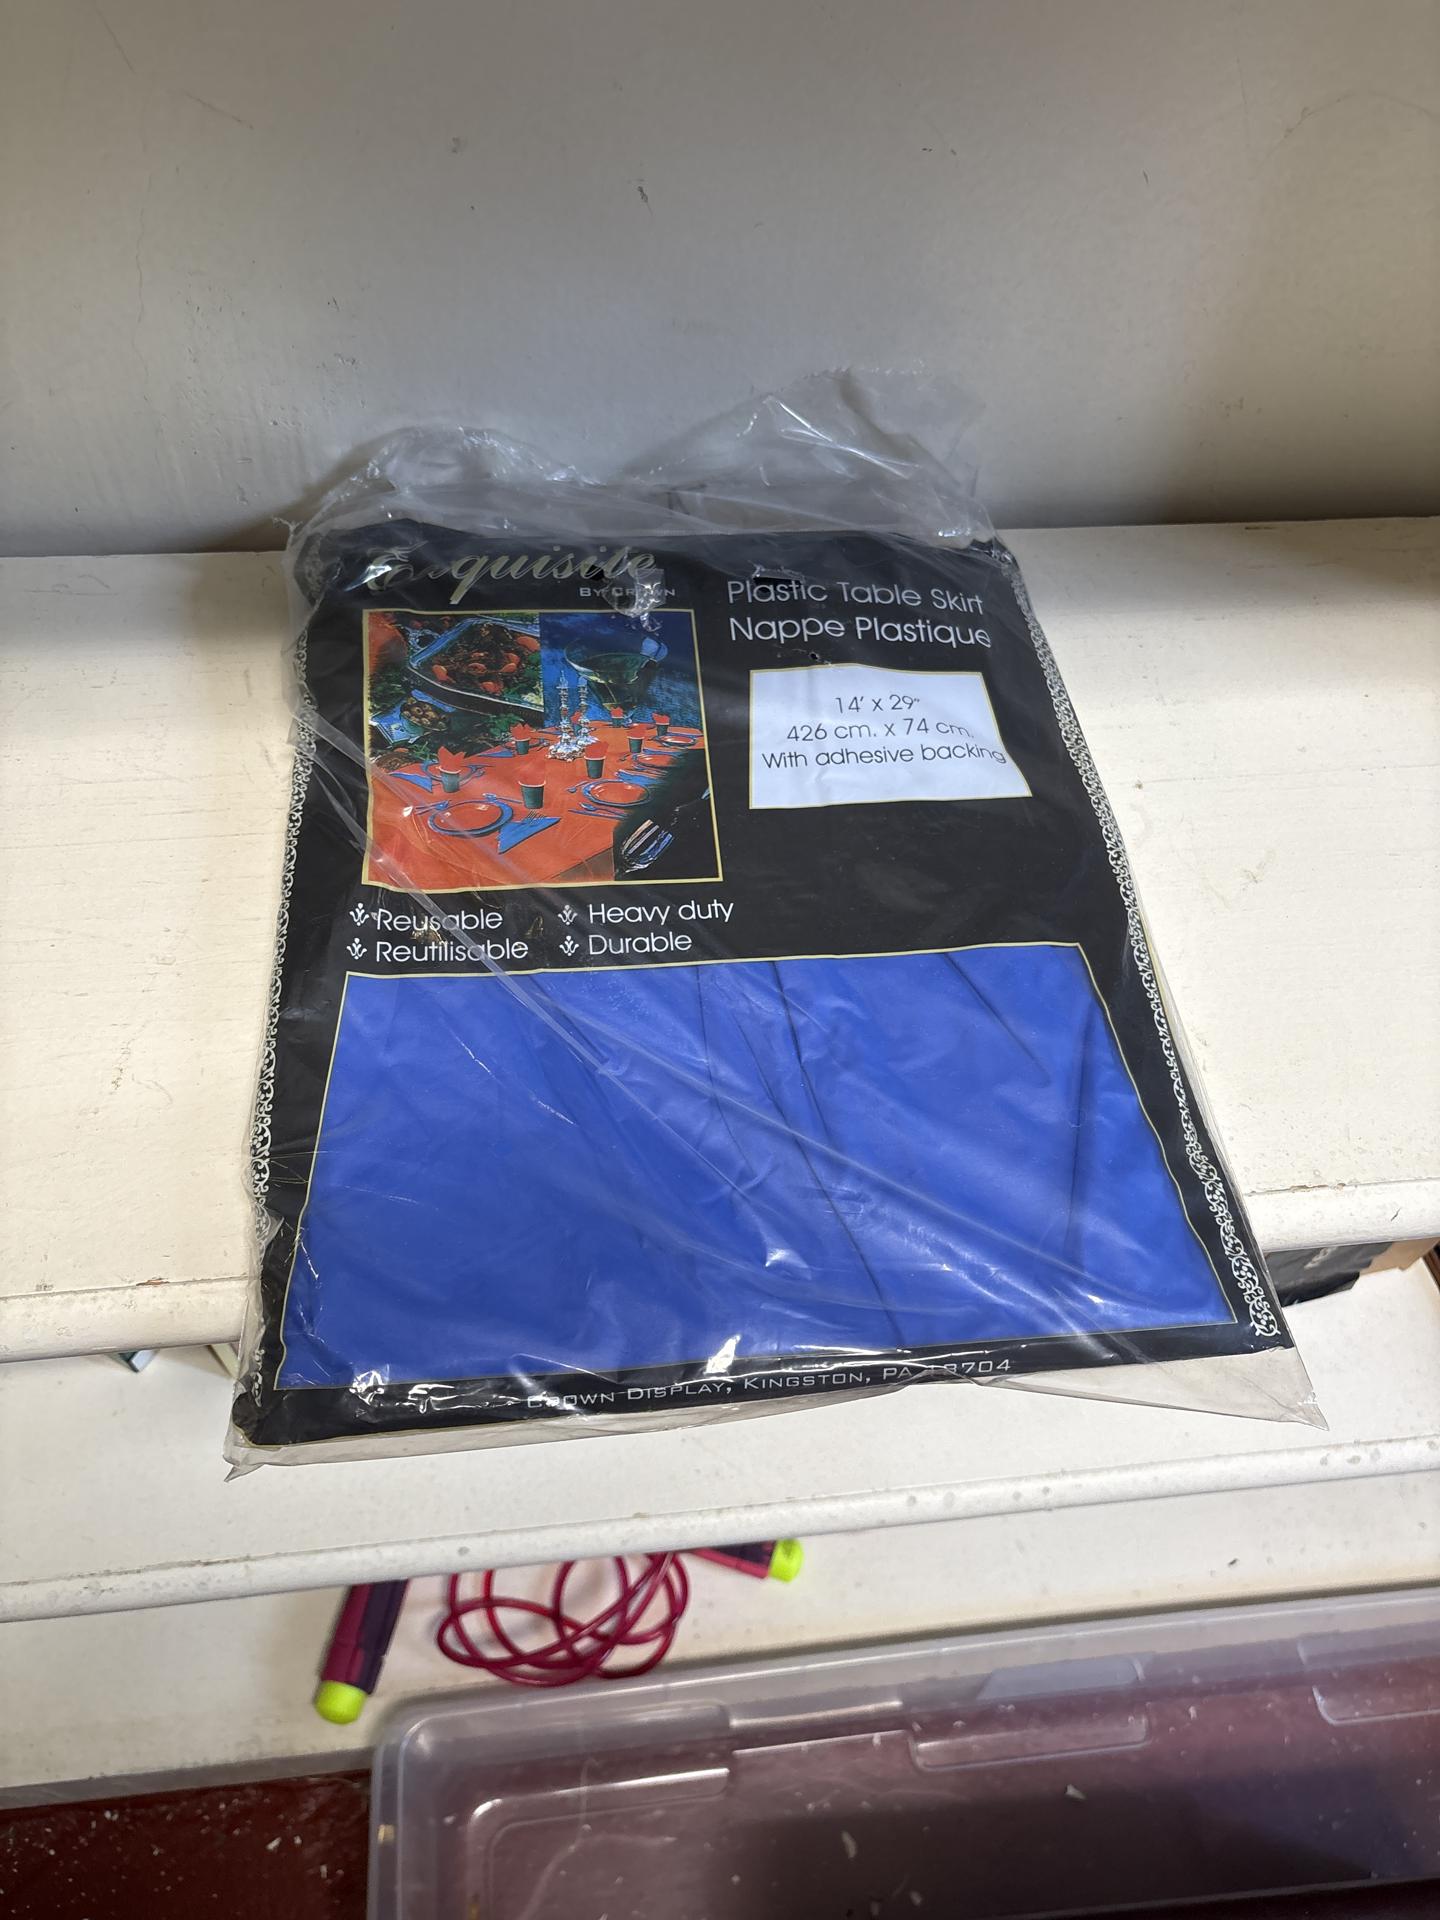 Exquisite
BY CROWN
Plastic Table Skirt
Nappe Plastique
14' x 29"
426 cm. x 74 cm.
With adhesive backing
Reusable
Heavy duty
Reutilisable
Durable
CROWN DISPLAY, KINGSTON, PA 18704